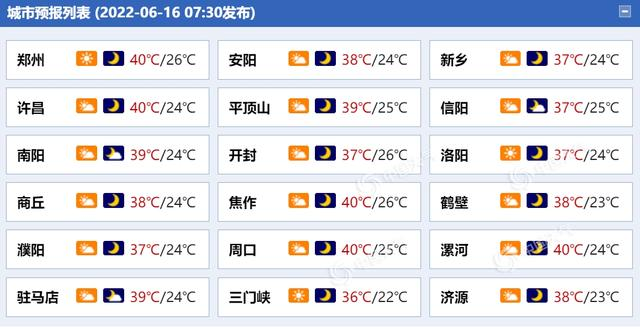 城市预报列表 (2022-06-16 07:30发布)
郑州 40℃/26℃ 安阳 38℃/24℃ 新乡 37℃/24℃
许昌 40℃/24℃ 平顶山 39℃/25℃ 信阳 37℃/25℃
南阳 39℃/24℃ 开封 37℃/26℃ 洛阳 37℃/24℃
商丘 38℃/24℃ 焦作 40℃/26℃ 鹤壁 38℃/23℃
濮阳 37℃/24℃ 周口 40℃/25℃ 漯河 40℃/24℃
驻马店 39℃/24℃ 三门峡 36℃/22℃ 济源 38℃/24℃